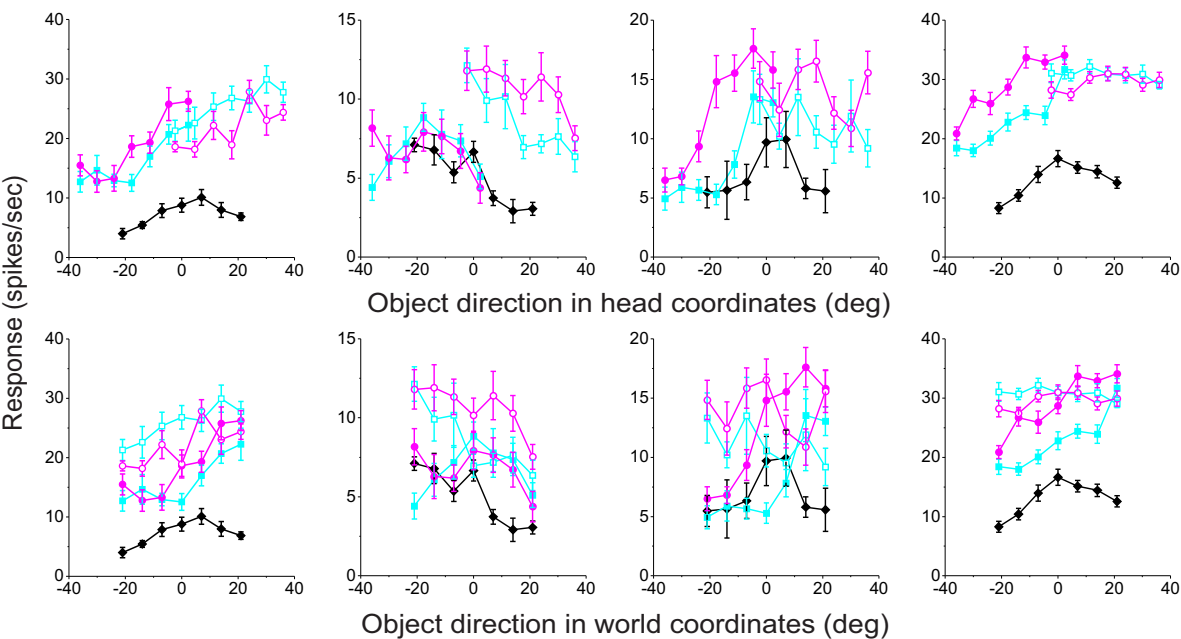 Response (spikes/sec)
40 15 20 40
30 15 30
10
20 10 20
5
10 5 10
0 0 0 0
-40 -20 0 20 40 -40 -20 0 20 40 -40 -20 0 20 40 -40 -20 0 20 40
Object direction in head coordinates (deg)
40 15 20 40
30 15 30
10
20 10 20
5
10 5 10
0 0 0 0
-40 -20 0 20 40 -40 -20 0 20 40 -40 -20 0 20 40 -40 -20 0 20 40
Object direction in world coordinates (deg)